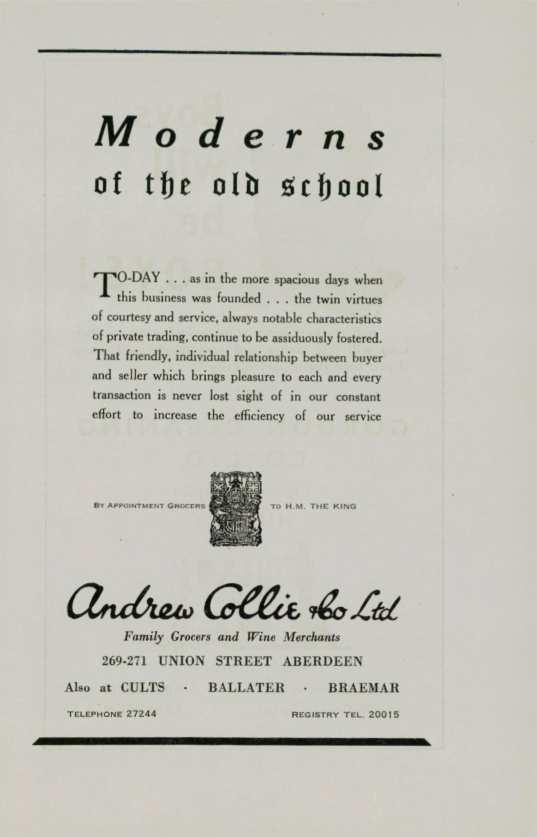 Moderns
of the old school
TO-DAY . . . as in the more spacious days when
this business was founded . . . the twin virtues
of courtesy and service, always notable characteristics
of private trading, continue to be assiduously fostered.
That friendly, individual relationship between buyer
and seller which brings pleasure to each and every
transaction is never lost sight of in our constant
effort to increase the efficiency of our service
BY APPOINTMENT GROCERS TO H.M. THE KING
Andrew Collie & Co Ltd
Family Grocers and Wine Merchants
269-271 UNION STREET ABERDEEN
Also at CULTS · BALLATER · BRAEMAR
TELEPHONE 27244 REGISTRY TEL. 20015